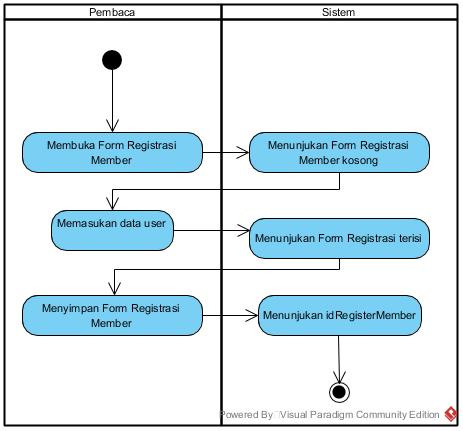 Pembaca
Sistem
Membuka Form Registrasi
Member
Menunjukan Form Registrasi
Member kosong
Memasukan data user
Menunjukan Form Registrasi terisi
Menyimpan Form Registrasi
Member
Menunjukan idRegisterMember
Powered By Visual Paradigm Community Edition